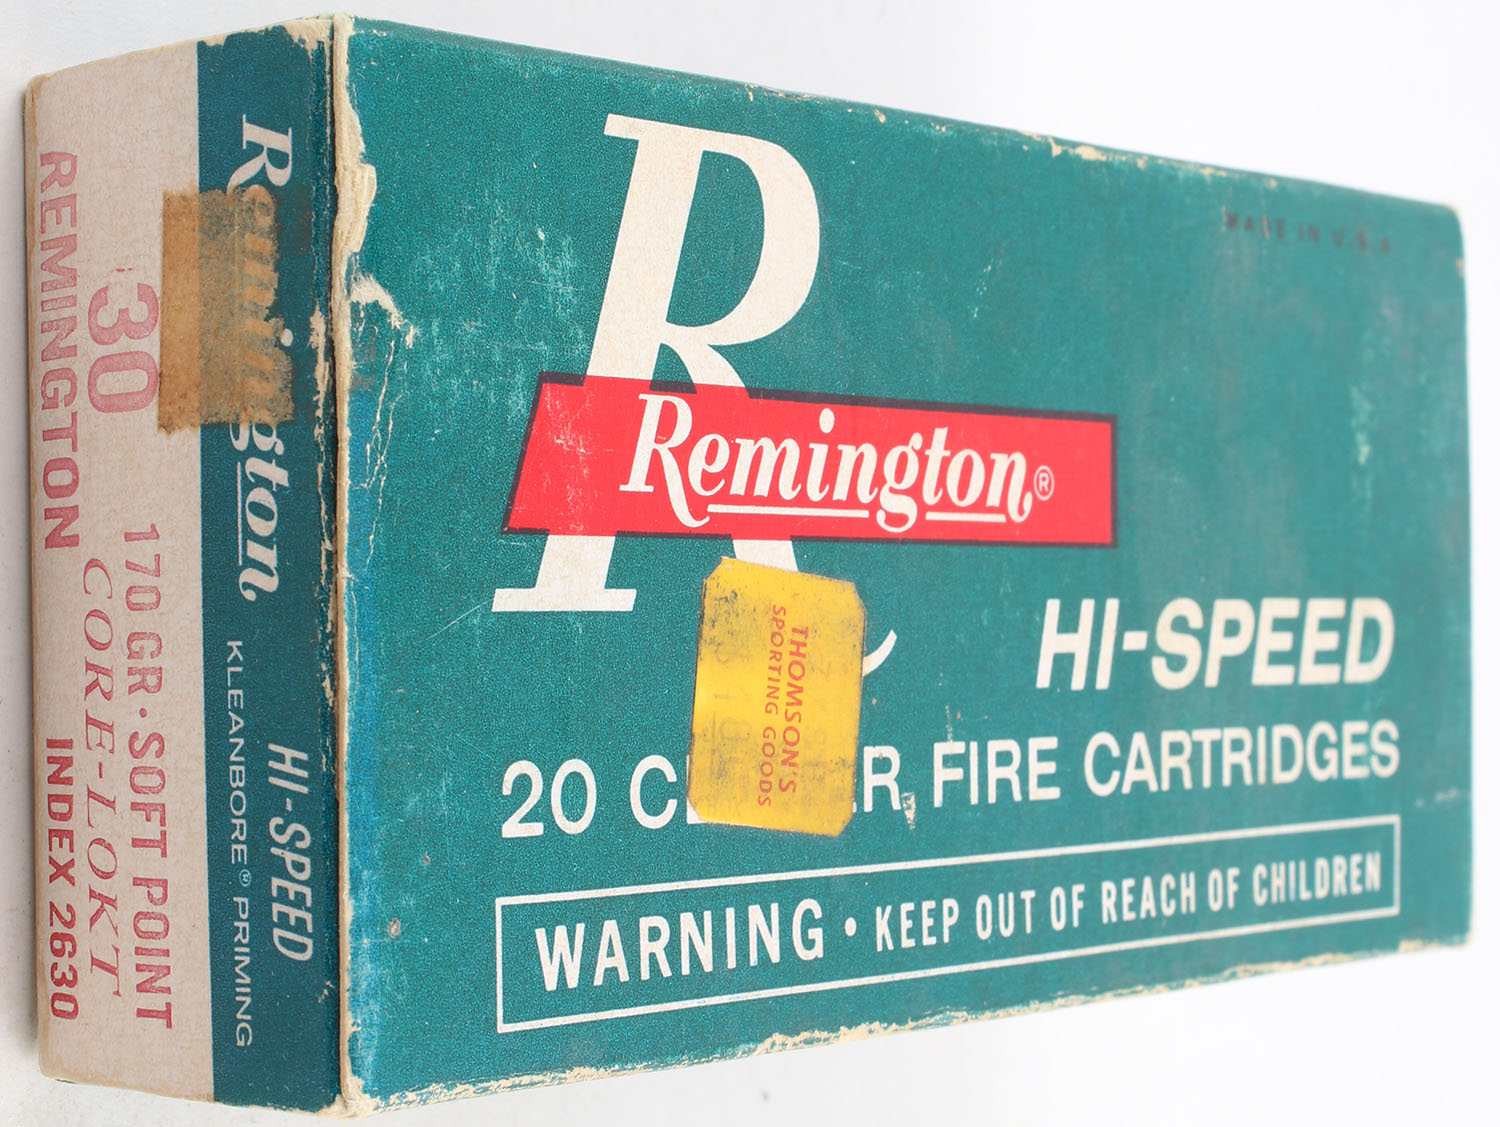 MADE IN U.S.A.
Remington®
HI-SPEED
20 C R FIRE CARTRIDGES
WARNING • KEEP OUT OF REACH OF CHILDREN
THOMSON'S
SPORTING GOODS
Remington HI-SPEED
KLEANBORE® PRIMING
30 170 GR. SOFT POINT
REMINGTON CORE-LOKT
INDEX 2630